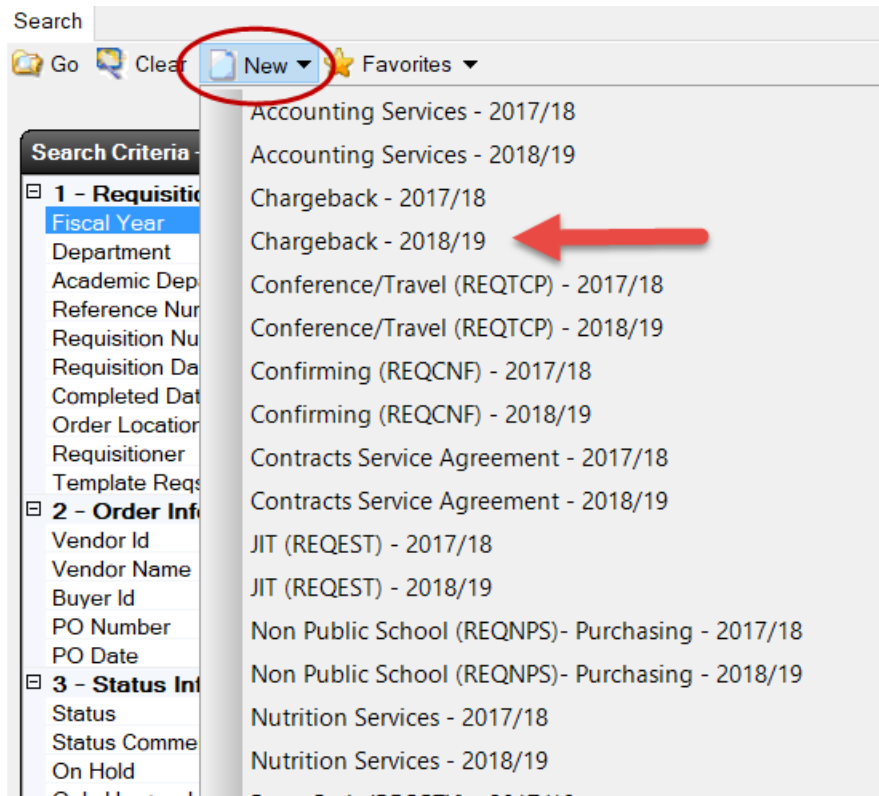 Search
Go Clear New Favorites
Accounting Services - 2017/18
Accounting Services - 2018/19
Chargeback - 2017/18
Chargeback - 2018/19
Conference/Travel (REQTCP) - 2017/18
Conference/Travel (REQTCP) - 2018/19
Confirming (REQCNF) - 2017/18
Confirming (REQCNF) - 2018/19
Contracts Service Agreement - 2017/18
Contracts Service Agreement - 2018/19
JIT (REQEST) - 2017/18
JIT (REQEST) - 2018/19
Non Public School (REQNPS)- Purchasing - 2017/18
Non Public School (REQNPS)- Purchasing - 2018/19
Nutrition Services - 2017/18
Nutrition Services - 2018/19
Search Criteria -
1 - Requisitio
Fiscal Year
Department
Academic Dep
Reference Nur
Requisition Nu
Requisition Da
Completed Dat
Order Location
Requisitioner
Template Reqs
2 - Order Info
Vendor Id
Vendor Name
Buyer Id
PO Number
PO Date
3 - Status Inf
Status
Status Comme
On Hold